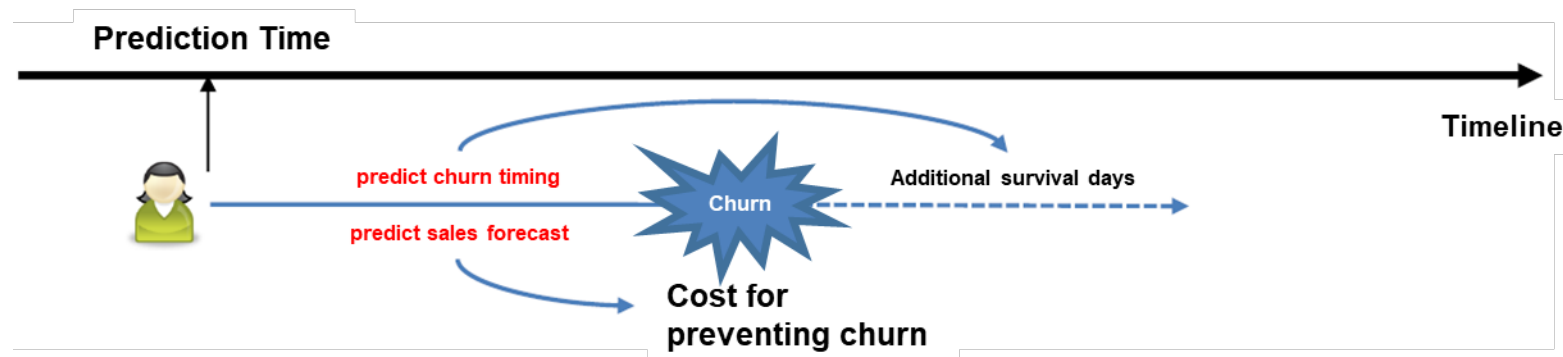 Prediction Time
Timeline
predict churn timing
Additional survival days
Churn
predict sales forecast
Cost for
preventing churn